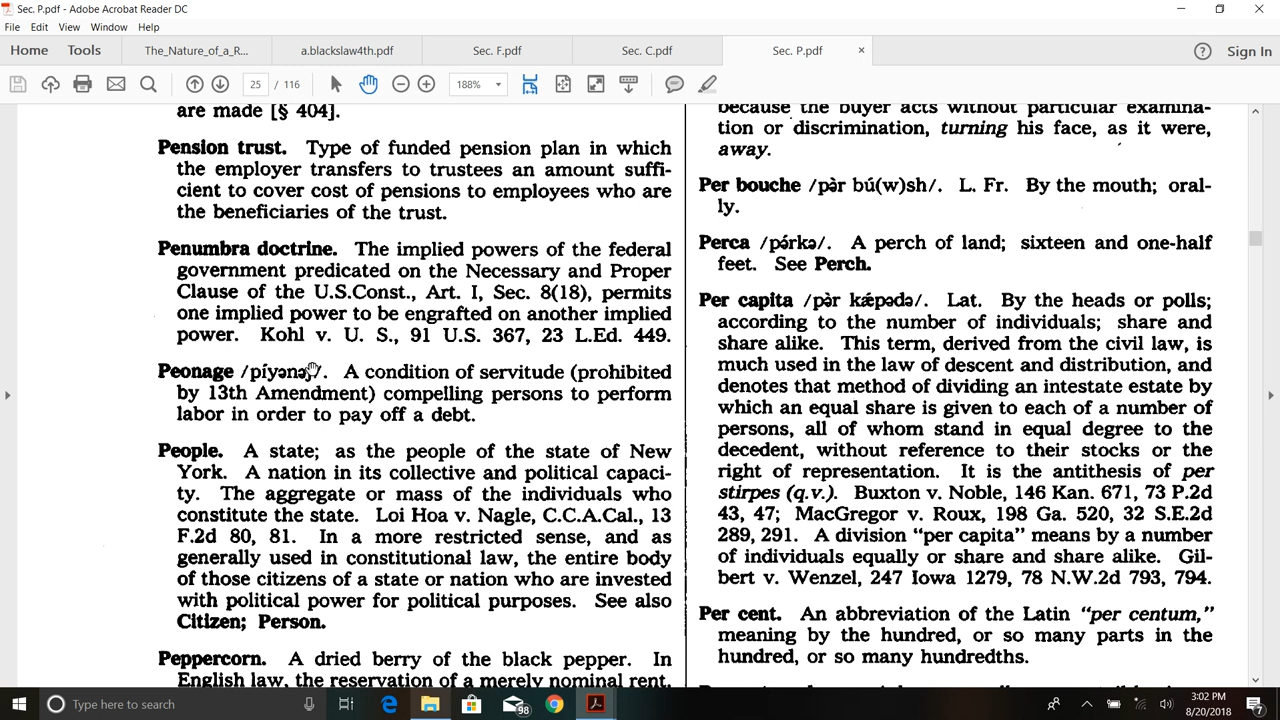 Sec. P.pdf - Adobe Acrobat Reader DC
File Edit View Window Help
Home Tools The_Nature_of_a_R... a.blackslaw4th.pdf Sec. F.pdf Sec. C.pdf Sec. P.pdf × Sign In
25 / 116 188%
are made [§ 404].
Pension trust. Type of funded pension plan in which
the employer transfers to trustees an amount suffi-
cient to cover cost of pensions to employees who are
the beneficiaries of the trust.
Penumbra doctrine. The implied powers of the federal
government predicated on the Necessary and Proper
Clause of the U.S.Const., Art. I, Sec. 8(18), permits
one implied power to be engrafted on another implied
power. Kohl v. U. S., 91 U.S. 367, 23 L.Ed. 449.
Peonage /píyənəj/. A condition of servitude (prohibited
by 13th Amendment) compelling persons to perform
labor in order to pay off a debt.
People. A state; as the people of the state of New
York. A nation in its collective and political capaci-
ty. The aggregate or mass of the individuals who
constitute the state. Loi Hoa v. Nagle, C.C.A.Cal., 13
F.2d 80, 81. In a more restricted sense, and as
generally used in constitutional law, the entire body
of those citizens of a state or nation who are invested
with political power for political purposes. See also
Citizen; Person.
Peppercorn. A dried berry of the black pepper. In
English law, the reservation of a merely nominal rent,
because the buyer acts without particular examina-
tion or discrimination, turning his face, as it were,
away.
Per bouche /pə̀r bú(w)sh/. L. Fr. By the mouth; oral-
ly.
Perca /pə́rkə/. A perch of land; sixteen and one-half
feet. See Perch.
Per capita /pə̀r kǽpədə/. Lat. By the heads or polls;
according to the number of individuals; share and
share alike. This term, derived from the civil law, is
much used in the law of descent and distribution, and
denotes that method of dividing an intestate estate by
which an equal share is given to each of a number of
persons, all of whom stand in equal degree to the
decedent, without reference to their stocks or the
right of representation. It is the antithesis of per
stirpes (q.v.). Buxton v. Noble, 146 Kan. 671, 73 P.2d
43, 47; MacGregor v. Roux, 198 Ga. 520, 32 S.E.2d
289, 291. A division "per capita" means by a number
of individuals equally or share and share alike. Gil-
bert v. Wenzel, 247 Iowa 1279, 78 N.W.2d 793, 794.
Per cent. An abbreviation of the Latin "per centum,"
meaning by the hundred, or so many parts in the
hundred, or so many hundredths.
Type here to search
98
3:02 PM
8/20/2018
7